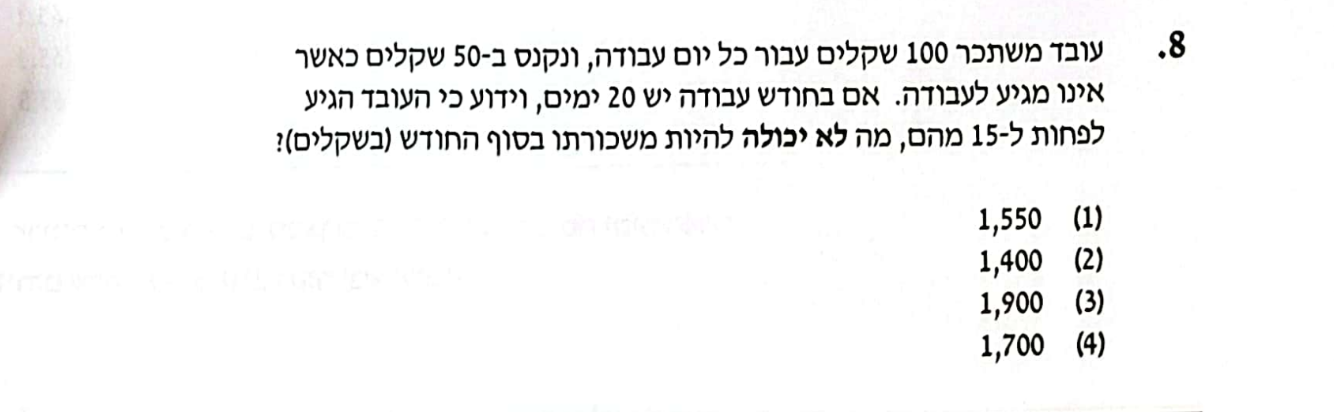 8. עובד משתכר 100 שקלים עבור כל יום עבודה, ונקנס ב-50 שקלים כאשר
אינו מגיע לעבודה. אם בחודש עבודה יש 20 ימים, וידוע כי העובד הגיע
לפחות ל-15 מהם, מה לא יכולה להיות משכורתו בסוף החודש (בשקלים)?
(1) 1,550
(2) 1,400
(3) 1,900
(4) 1,700